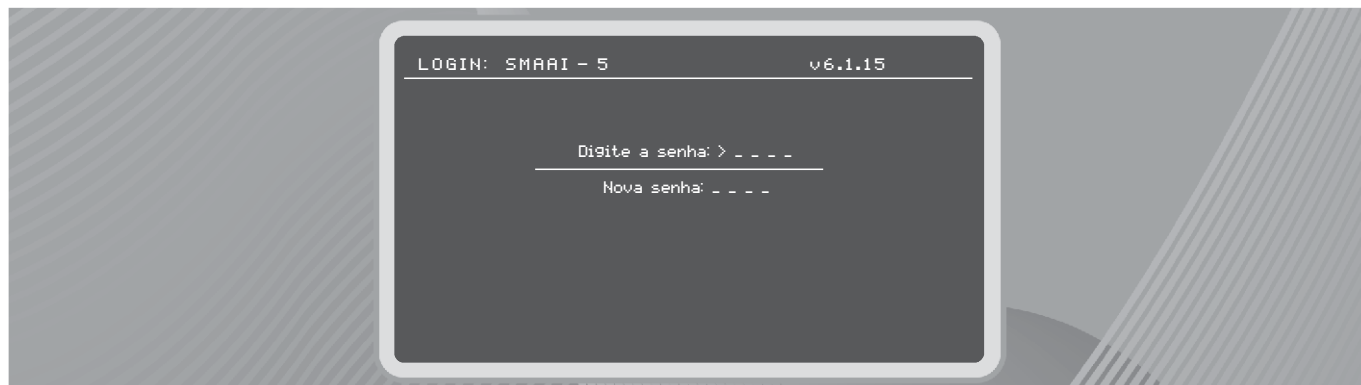 LOGIN: SMAAI - 5 v6.1.15
Digite a senha: > _ _ _ _
Nova senha: _ _ _ _